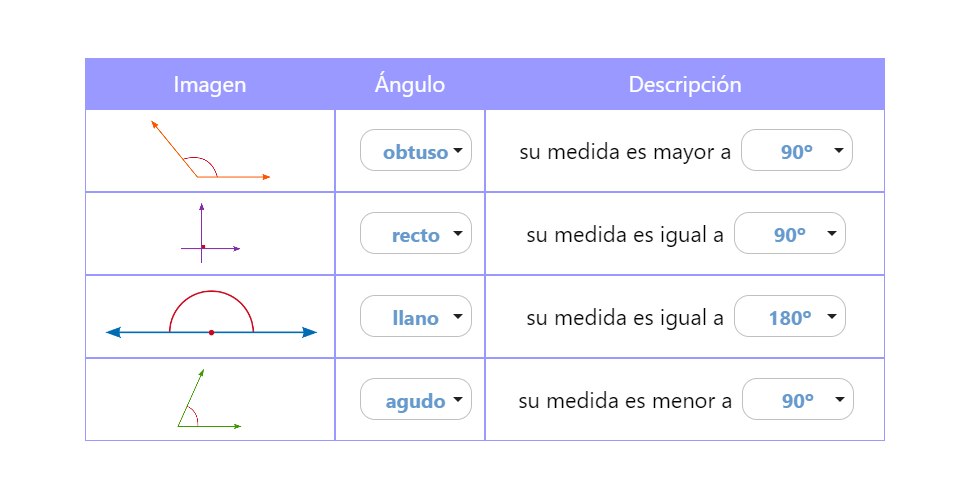 Imagen Ángulo Descripción
obtuso su medida es mayor a 90º
recto su medida es igual a 90º
llano su medida es igual a 180º
agudo su medida es menor a 90º